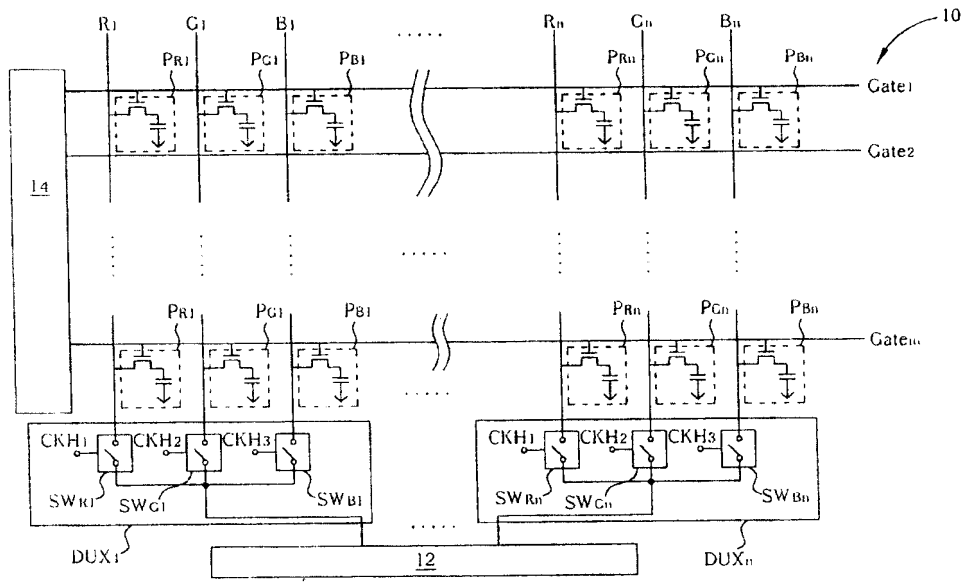 R1 G1 B1 ..... Rn Gn Bn 10
PR1 PG1 PB1 PRn PGn PBn
Gate1
Gate2
14
PR1 PG1 PB1 PRn PGn PBn
Gatem
CKH1 CKH2 CKH3 CKH1 CKH2 CKH3
SWR1 SWG1 SWB1 SWRn SWGn SWBn
DUX1 12 DUXn